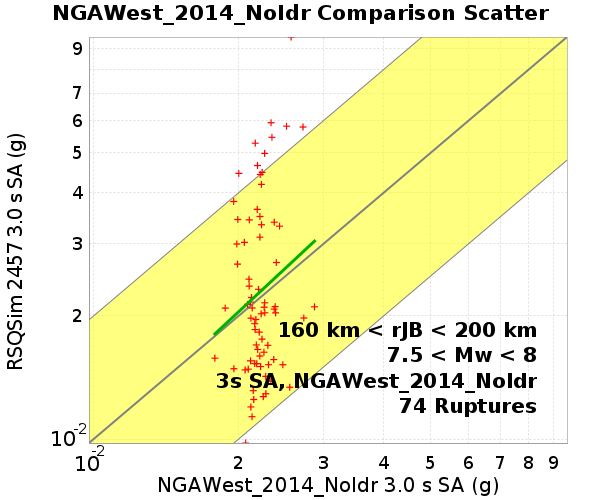 NGAWest_2014_NoIdr Comparison Scatter
RSQSim 2457 3.0 s SA (g)
9
8
7
6
5
4
3
2
10-2
160 km < rJB < 200 km
7.5 < Mw < 8
3s SA, NGAWest_2014_NoIdr
74 Ruptures
10-2 2 3 4 5 6 7 8 9
NGAWest_2014_NoIdr 3.0 s SA (g)